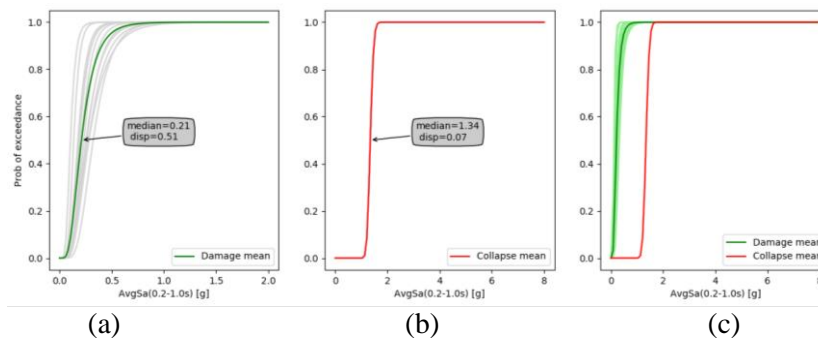 1.0
0.8
0.6
0.4
0.2
0.0
Prob of exceedance
median=0.21
disp=0.51
Damage mean
0.0 0.5 1.0 1.5 2.0
AvgSa(0.2-1.0s) [g]
(a)
1.0
0.8
0.6
0.4
0.2
0.0
median=1.34
disp=0.07
Collapse mean
0 2 4 6 8
AvgSa(0.2-1.0s) [g]
(b)
1.0
0.8
0.6
0.4
0.2
0.0
Damage mean
Collapse mean
0 2 4 6 8
AvgSa(0.2-1.0s) [g]
(c)